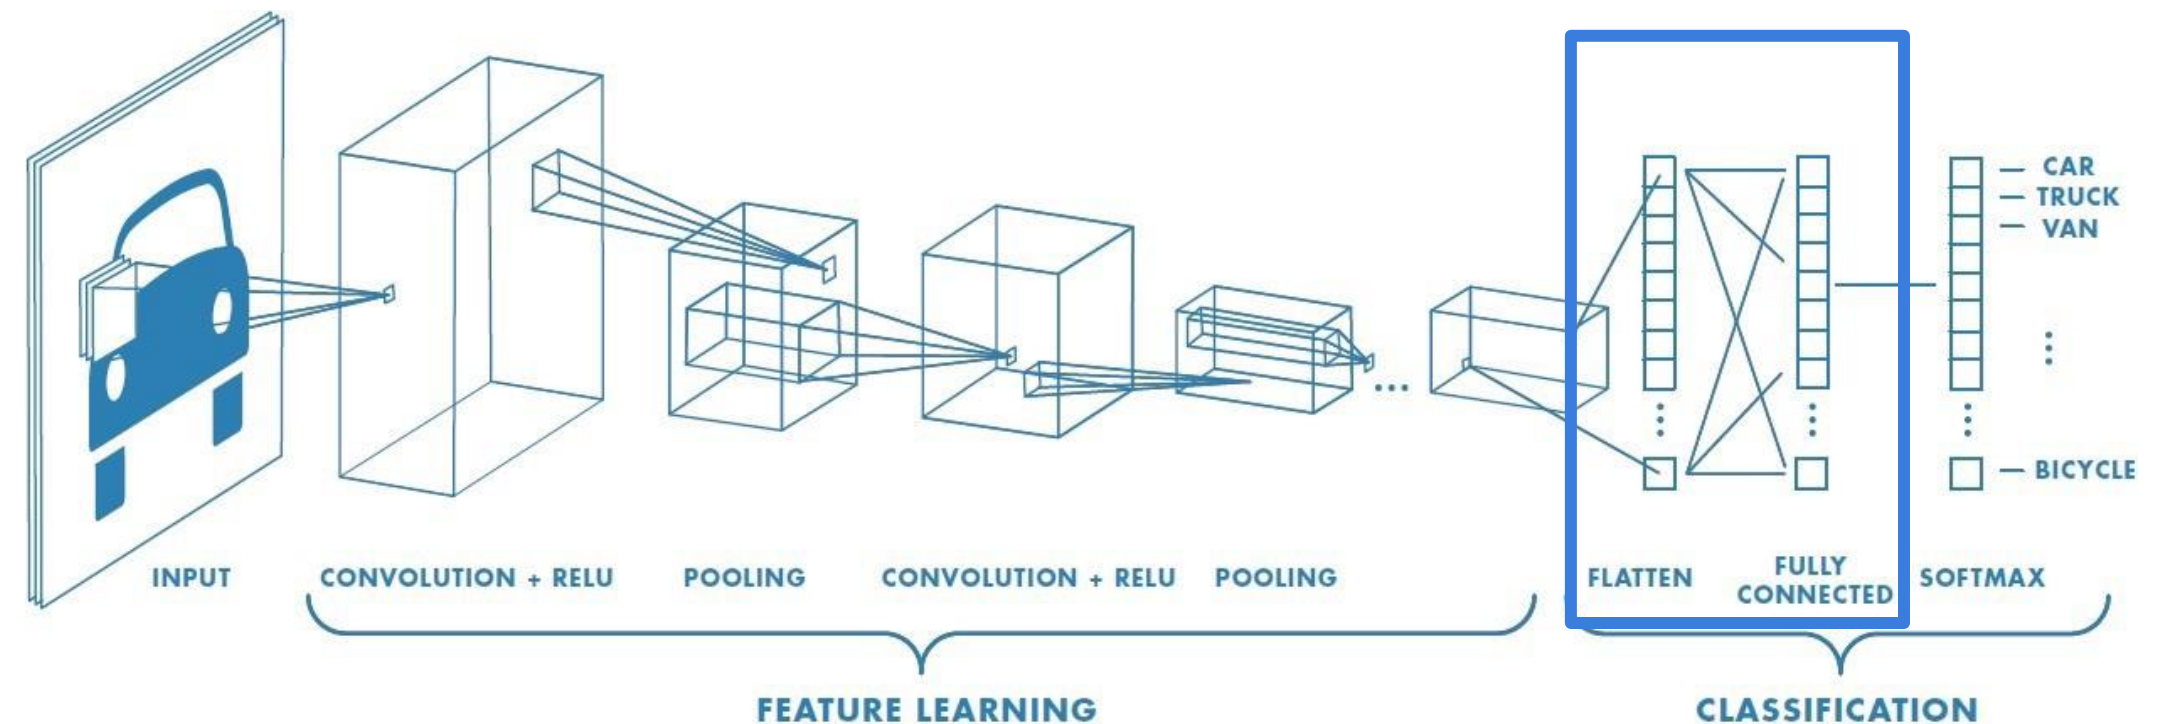 CAR
TRUCK
VAN
BICYCLE
INPUT
CONVOLUTION + RELU
POOLING
CONVOLUTION + RELU
POOLING
FLATTEN
FULLY
CONNECTED
SOFTMAX
FEATURE LEARNING
CLASSIFICATION